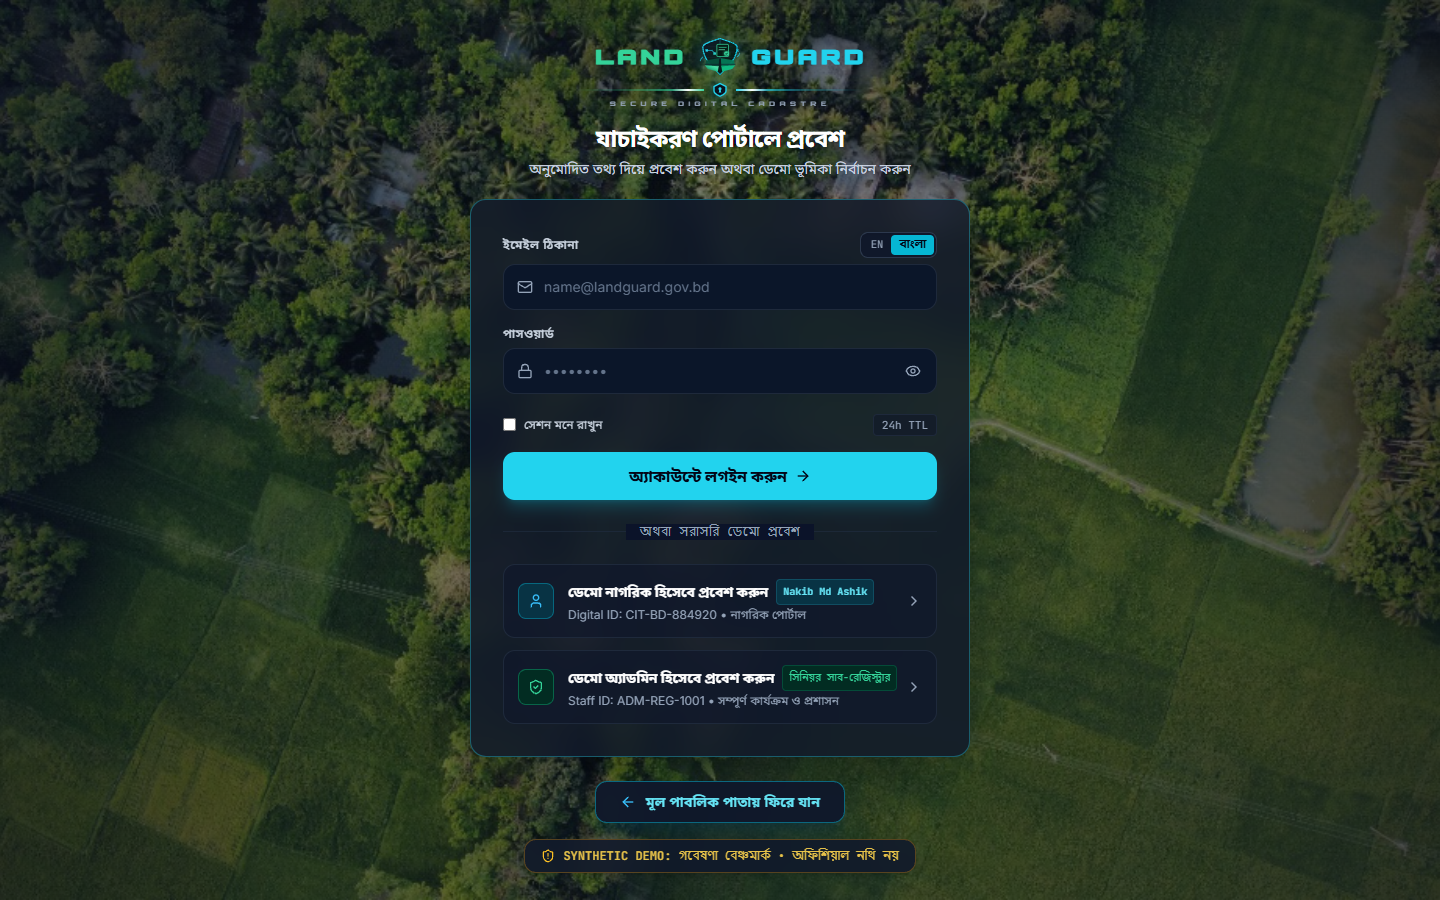 LAND GUARD
SECURE DIGITAL CADASTRE
যাচাইকরণ পোর্টালে প্রবেশ
অনুমোদিত তথ্য দিয়ে প্রবেশ করুন অথবা ডেমো ভূমিকা নির্বাচন করুন
ইমেইল ঠিকানা
EN বাংলা
name@landguard.gov.bd
পাসওয়ার্ড
••••••••
সেশন মনে রাখুন
24h TTL
অ্যাকাউন্টে লগইন করুন →
অথবা সরাসরি ডেমো প্রবেশ
ডেমো নাগরিক হিসেবে প্রবেশ করুন Nakib Md Ashik
Digital ID: CIT-BD-884920 • নাগরিক পোর্টাল
ডেমো অ্যাডমিন হিসেবে প্রবেশ করুন সিনিয়র সাব-রেজিস্ট্রার
Staff ID: ADM-REG-1001 • সম্পূর্ণ কার্যক্রম ও প্রশাসন
← মূল পাবলিক পাতায় ফিরে যান
SYNTHETIC DEMO: গবেষণা বেঞ্চমার্ক • অফিশিয়াল নথি নয়